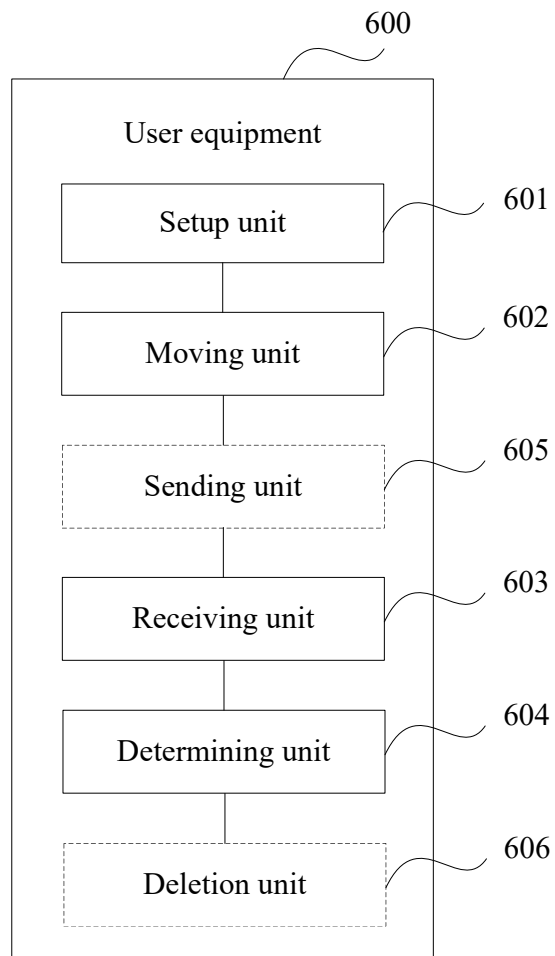 600
User equipment
Setup unit
601
Moving unit
602
Sending unit
605
Receiving unit
603
Determining unit
604
Deletion unit
606